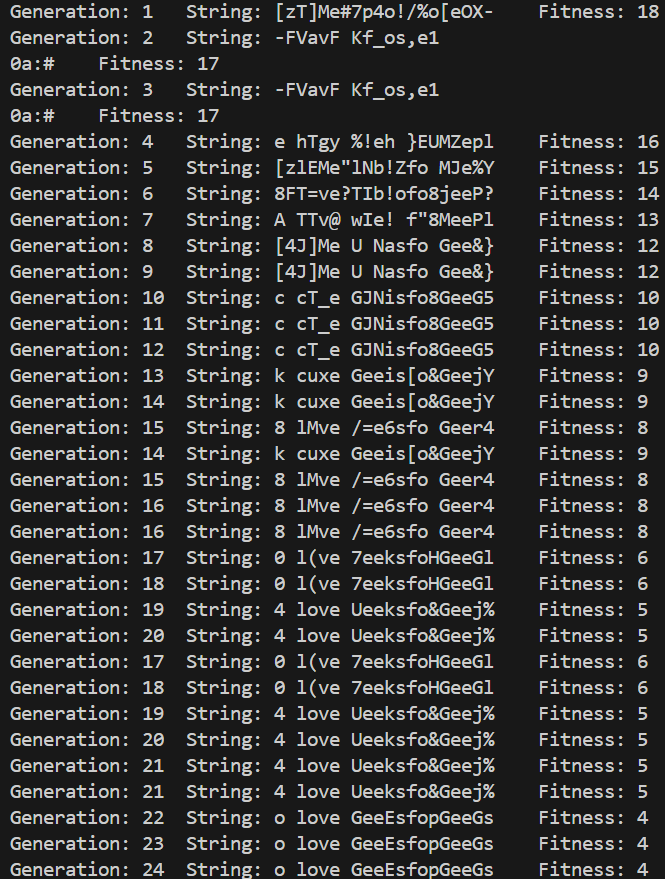 Generation: 1   String: [zT]Me#7p4o!/%o[eOX-    Fitness: 18
Generation: 2   String: -FVavF Kf_os,e1
0a:#    Fitness: 17
Generation: 3   String: -FVavF Kf_os,e1
0a:#    Fitness: 17
Generation: 4   String: e hTgy %!eh }EUMZepl    Fitness: 16
Generation: 5   String: [zlEMe"lNb!Zfo MJe%Y    Fitness: 15
Generation: 6   String: 8FT=ve?TIb!ofo8jeeP?    Fitness: 14
Generation: 7   String: A TTv@ wIe! f"8MeePl    Fitness: 13
Generation: 8   String: [4J]Me U Nasfo Gee&}    Fitness: 12
Generation: 9   String: [4J]Me U Nasfo Gee&}    Fitness: 12
Generation: 10  String: c cT_e GJNisfo8GeeG5    Fitness: 10
Generation: 11  String: c cT_e GJNisfo8GeeG5    Fitness: 10
Generation: 12  String: c cT_e GJNisfo8GeeG5    Fitness: 10
Generation: 13  String: k cuxe Geeis[o&GeejY    Fitness: 9
Generation: 14  String: k cuxe Geeis[o&GeejY    Fitness: 9
Generation: 15  String: 8 lMve /=e6sfo Geer4    Fitness: 8
Generation: 14  String: k cuxe Geeis[o&GeejY    Fitness: 9
Generation: 15  String: 8 lMve /=e6sfo Geer4    Fitness: 8
Generation: 16  String: 8 lMve /=e6sfo Geer4    Fitness: 8
Generation: 16  String: 8 lMve /=e6sfo Geer4    Fitness: 8
Generation: 17  String: 0 l(ve 7eeksfoHGeeGl    Fitness: 6
Generation: 18  String: 0 l(ve 7eeksfoHGeeGl    Fitness: 6
Generation: 19  String: 4 love Ueeksfo&Geej%    Fitness: 5
Generation: 20  String: 4 love Ueeksfo&Geej%    Fitness: 5
Generation: 17  String: 0 l(ve 7eeksfoHGeeGl    Fitness: 6
Generation: 18  String: 0 l(ve 7eeksfoHGeeGl    Fitness: 6
Generation: 19  String: 4 love Ueeksfo&Geej%    Fitness: 5
Generation: 20  String: 4 love Ueeksfo&Geej%    Fitness: 5
Generation: 21  String: 4 love Ueeksfo&Geej%    Fitness: 5
Generation: 21  String: 4 love Ueeksfo&Geej%    Fitness: 5
Generation: 22  String: o love GeeEsfopGeeGs    Fitness: 4
Generation: 23  String: o love GeeEsfopGeeGs    Fitness: 4
Generation: 24  String: o love GeeEsfopGeeGs    Fitness: 4